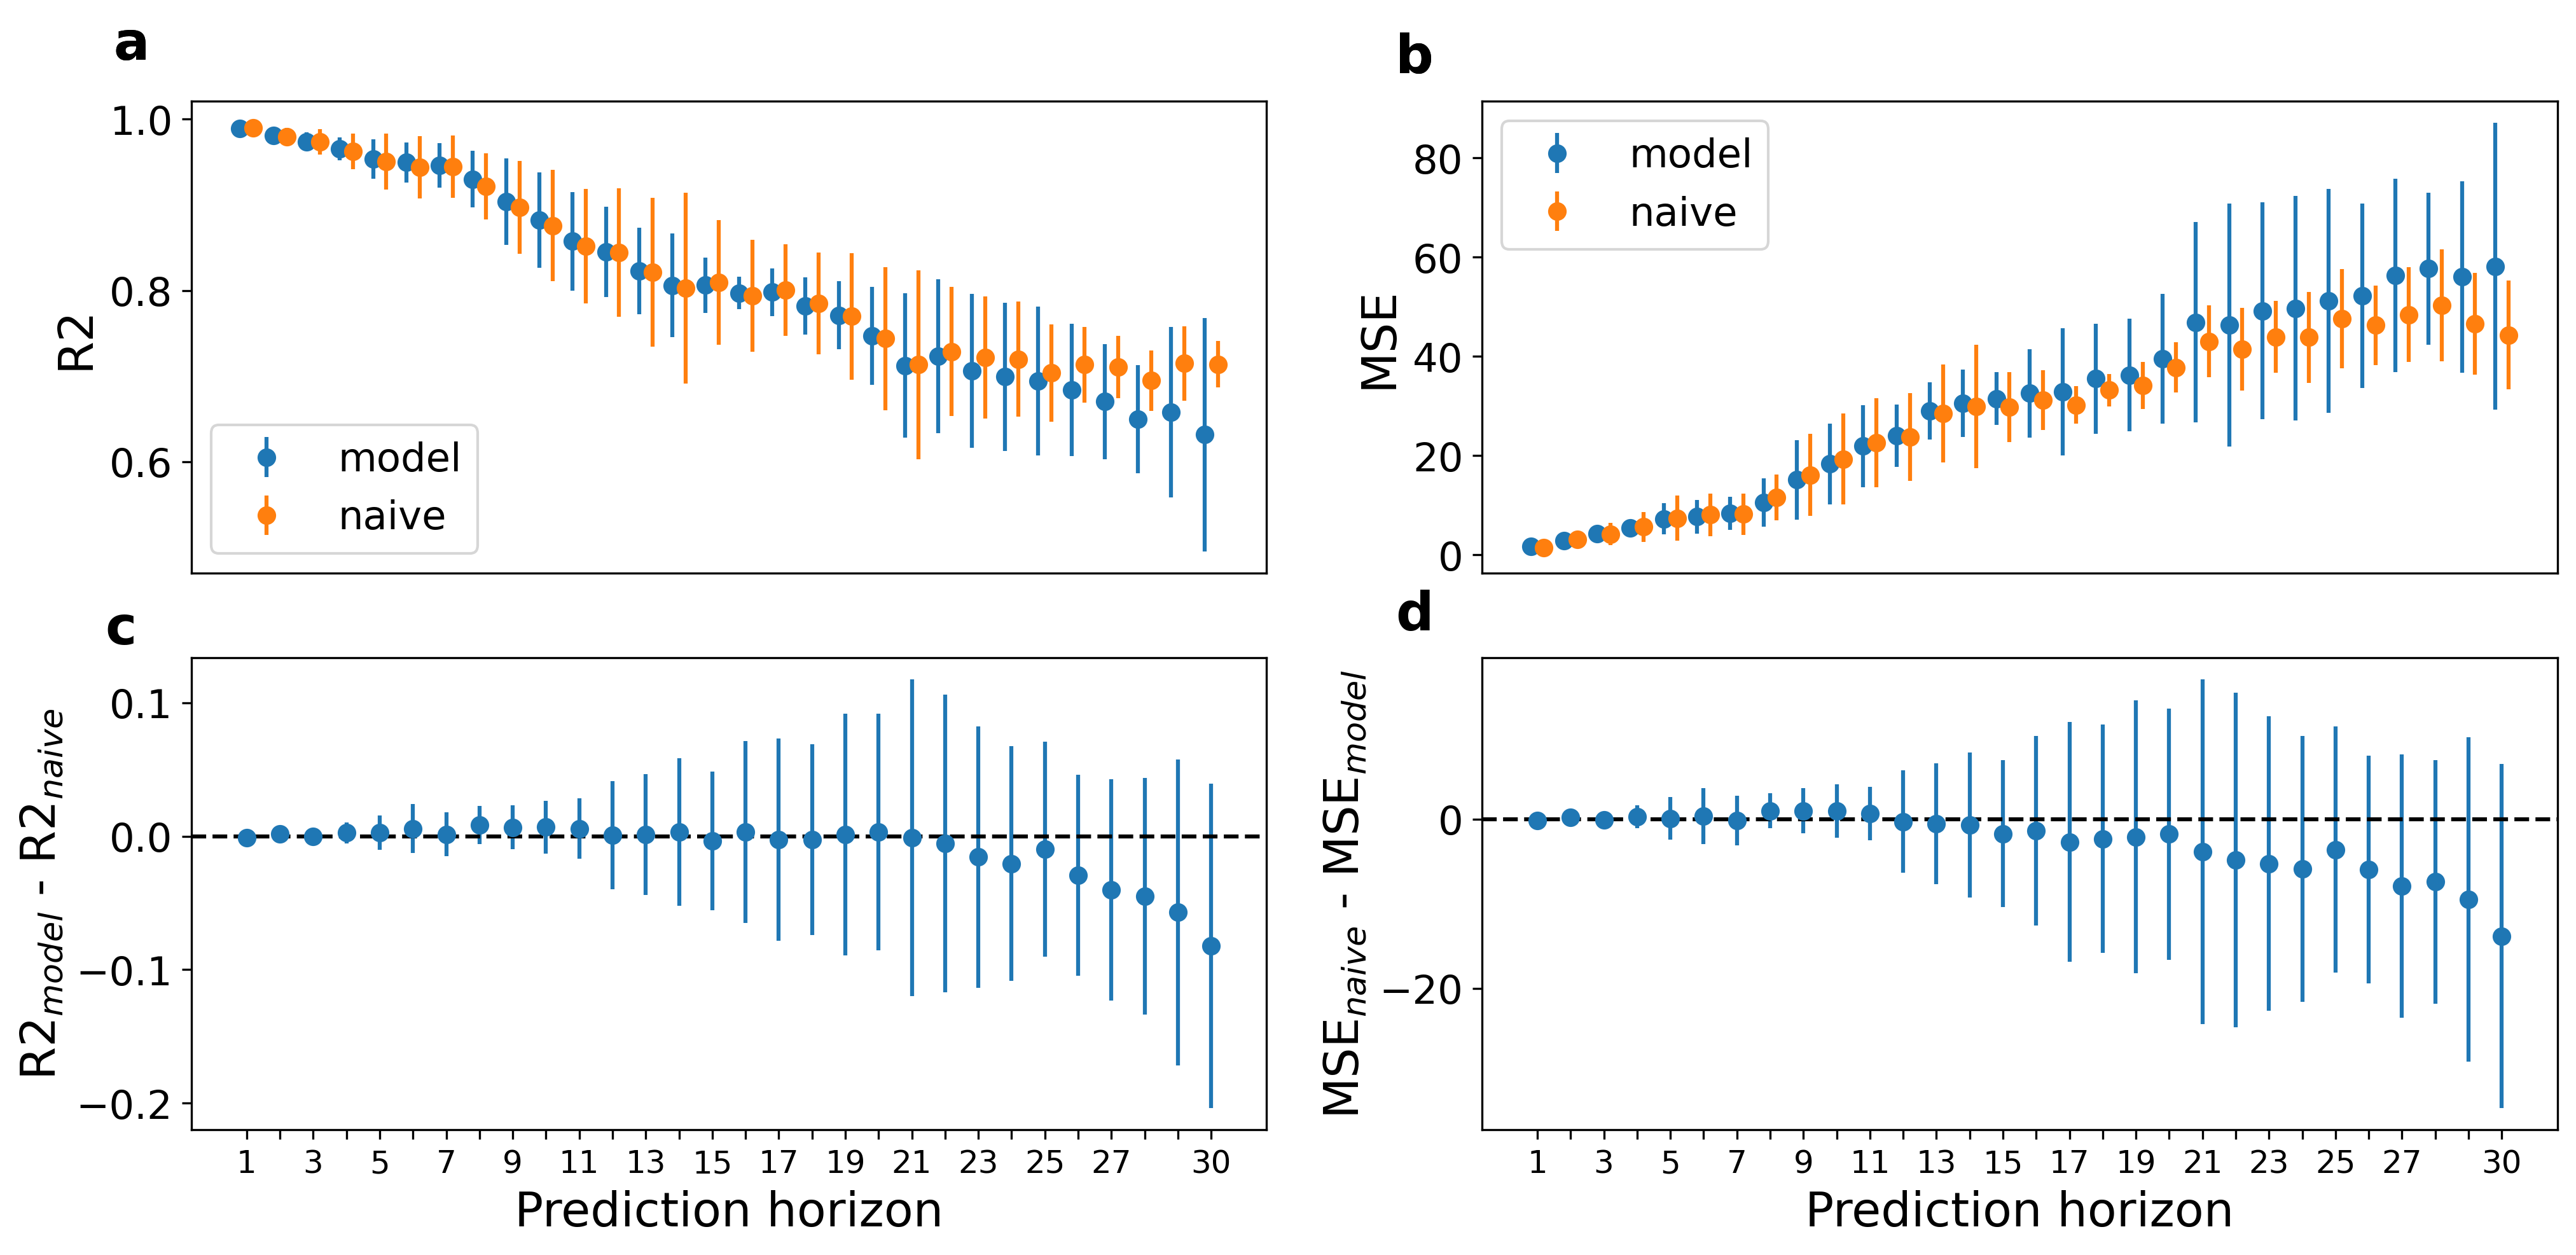 a
1.0
0.8
0.6
R2
model
naive
b
80
60
40
20
0
MSE
model
naive
c
0.1
0.0
−0.1
−0.2
R2model - R2naive
1 3 5 7 9 11 13 15 17 19 21 23 25 27 30
Prediction horizon
d
0
−20
MSEnaive - MSEmodel
1 3 5 7 9 11 13 15 17 19 21 23 25 27 30
Prediction horizon